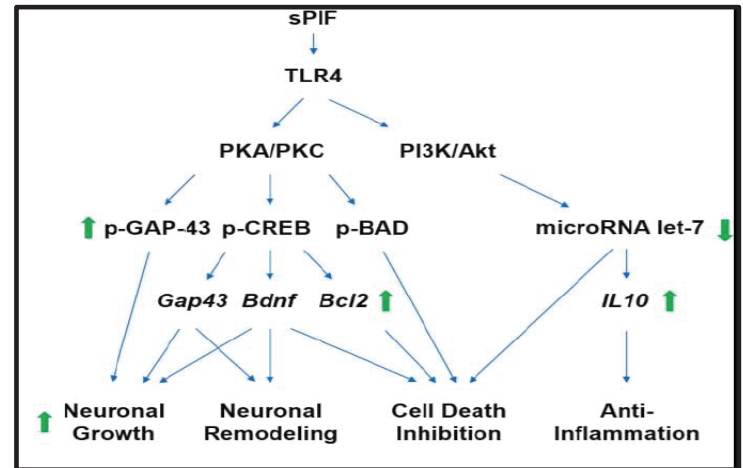 sPIF
TLR4
PKA/PKC PI3K/Akt
p-GAP-43 p-CREB p-BAD microRNA let-7
Gap43 Bdnf Bcl2 IL10
Neuronal Neuronal Cell Death Anti-
Growth Remodeling Inhibition Inflammation